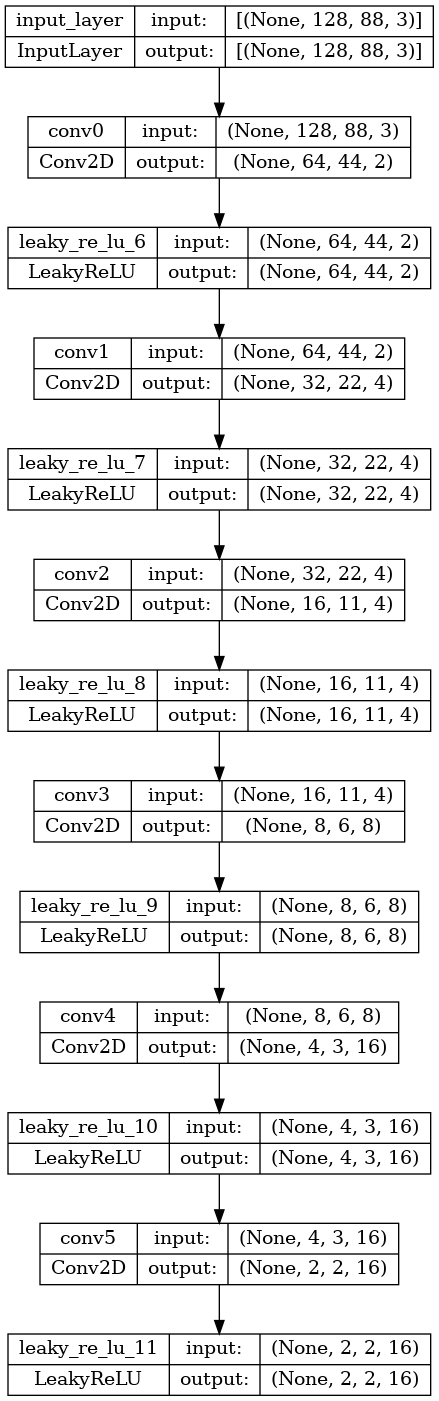 input_layer input: [(None, 128, 88, 3)]
InputLayer output: [(None, 128, 88, 3)]
conv0 input: (None, 128, 88, 3)
Conv2D output: (None, 64, 44, 2)
leaky_re_lu_6 input: (None, 64, 44, 2)
LeakyReLU output: (None, 64, 44, 2)
conv1 input: (None, 64, 44, 2)
Conv2D output: (None, 32, 22, 4)
leaky_re_lu_7 input: (None, 32, 22, 4)
LeakyReLU output: (None, 32, 22, 4)
conv2 input: (None, 32, 22, 4)
Conv2D output: (None, 16, 11, 4)
leaky_re_lu_8 input: (None, 16, 11, 4)
LeakyReLU output: (None, 16, 11, 4)
conv3 input: (None, 16, 11, 4)
Conv2D output: (None, 8, 6, 8)
leaky_re_lu_9 input: (None, 8, 6, 8)
LeakyReLU output: (None, 8, 6, 8)
conv4 input: (None, 8, 6, 8)
Conv2D output: (None, 4, 3, 16)
leaky_re_lu_10 input: (None, 4, 3, 16)
LeakyReLU output: (None, 4, 3, 16)
conv5 input: (None, 4, 3, 16)
Conv2D output: (None, 2, 2, 16)
leaky_re_lu_11 input: (None, 2, 2, 16)
LeakyReLU output: (None, 2, 2, 16)